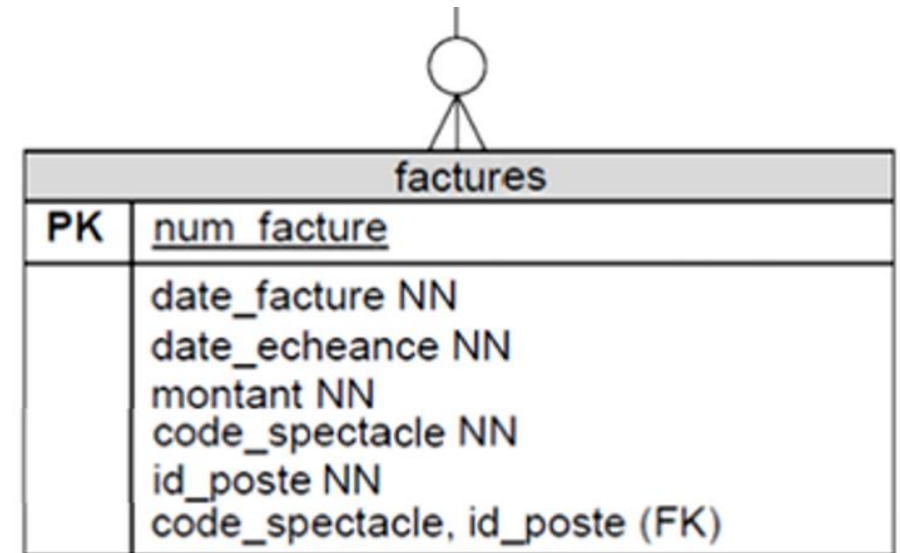 factures
PK num_facture
date_facture NN
date_echeance NN
montant NN
code_spectacle NN
id_poste NN
code_spectacle, id_poste (FK)